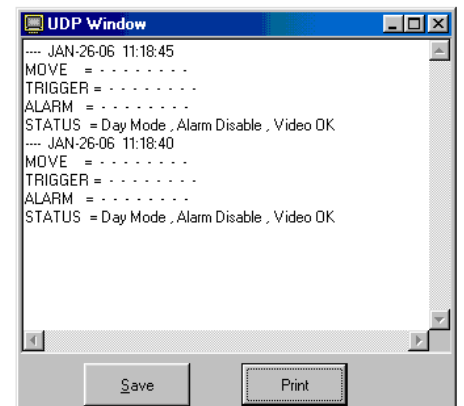 UDP Window
---- JAN-26-06 11:18:45
MOVE = - - - - - - - -
TRIGGER = - - - - - - - -
ALARM = - - - - - - - -
STATUS = Day Mode , Alarm Disable , Video OK
---- JAN-26-06 11:18:40
MOVE = - - - - - - - -
TRIGGER = - - - - - - - -
ALARM = - - - - - - - -
STATUS = Day Mode , Alarm Disable , Video OK
Save
Print